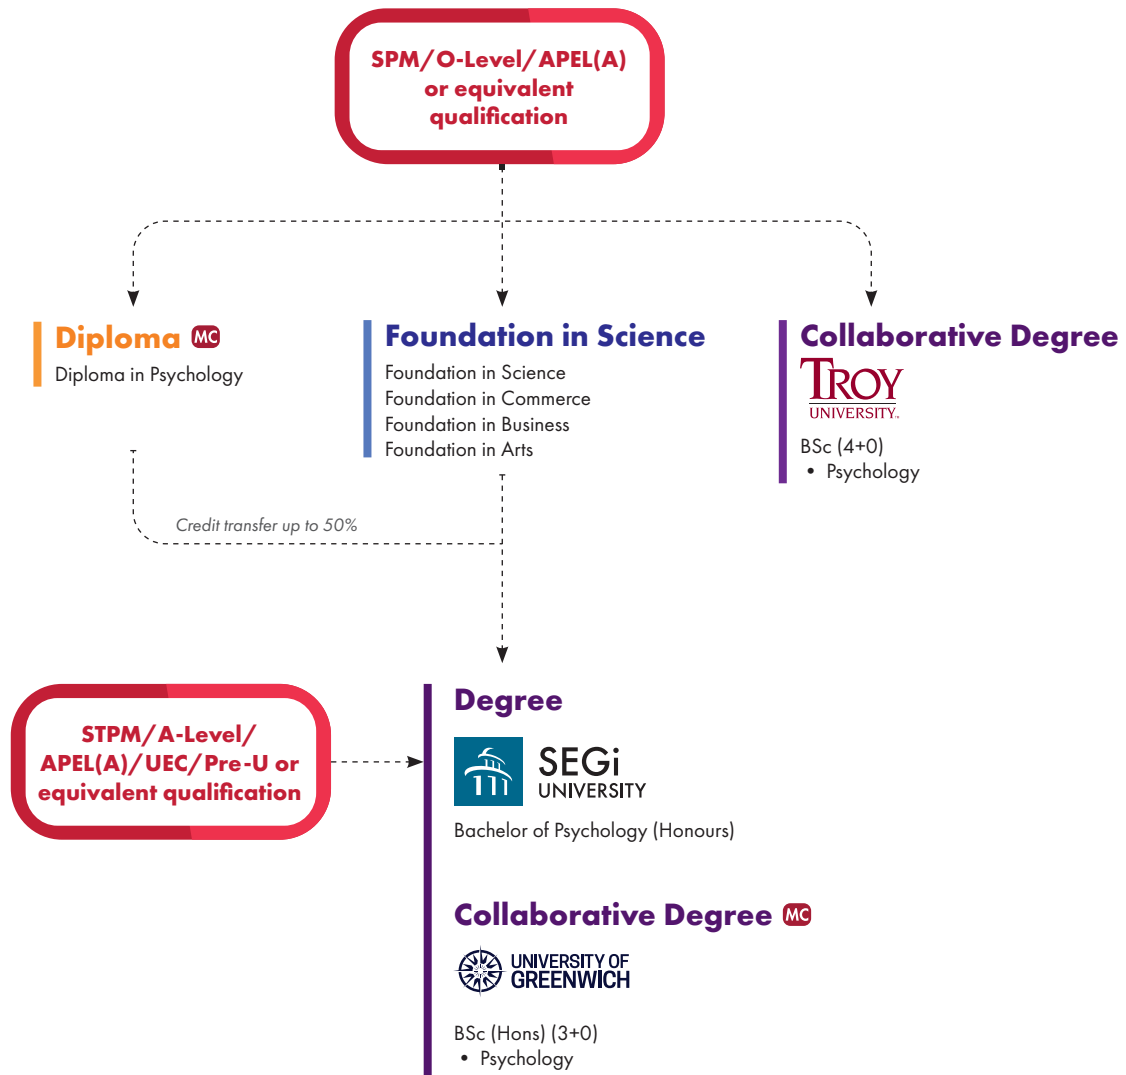 SPM/O-Level/APEL(A)
or equivalent
qualification
Diploma MC
Diploma in Psychology
Foundation in Science
Foundation in Science
Foundation in Commerce
Foundation in Business
Foundation in Arts
Collaborative Degree
TROY
UNIVERSITY™
BSc (4+0)
• Psychology
Credit transfer up to 50%
STPM/A-Level/
APEL(A)/UEC/Pre-U or
equivalent qualification
Degree
SEGi
UNIVERSITY
Bachelor of Psychology (Honours)
Collaborative Degree MC
UNIVERSITY OF
GREENWICH
BSc (Hons) (3+0)
• Psychology